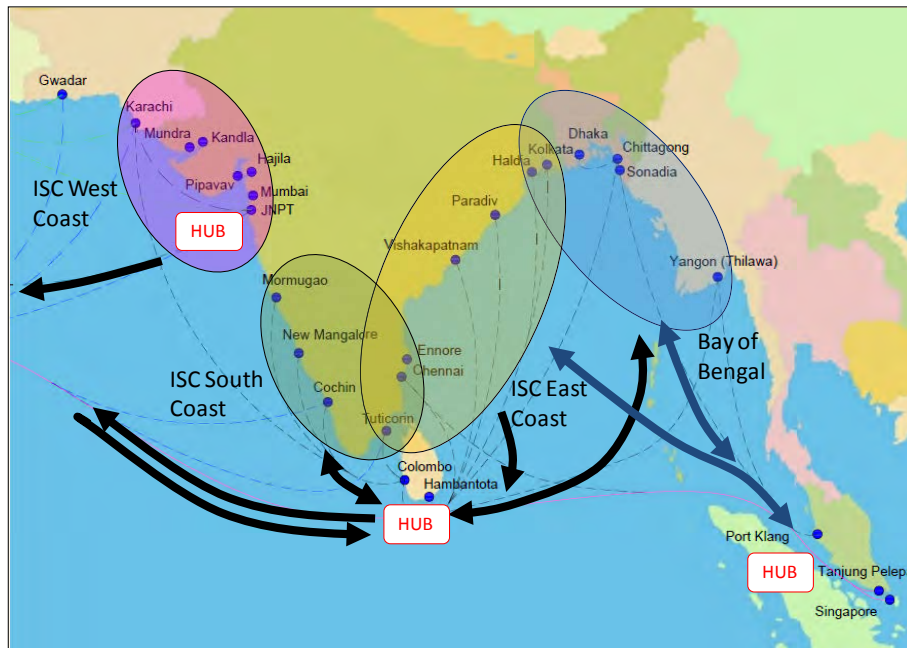 Gwadar
Karachi
Mundra
Kandla
Hajila
Pipavav
Mumbai
JNPT
HUB
ISC West
Coast
Dhaka
Kolkata
Chittagong
Haldia
Sonadia
Paradiv
Vishakapatnam
Yangon (Thilawa)
Mormugao
New Mangalore
Ennore
Chennai
Cochin
Tuticorin
ISC South
Coast
ISC East
Coast
Bay of
Bengal
Colombo
Hambantota
HUB
Port Klang
HUB
Tanjung Pelepa
Singapore